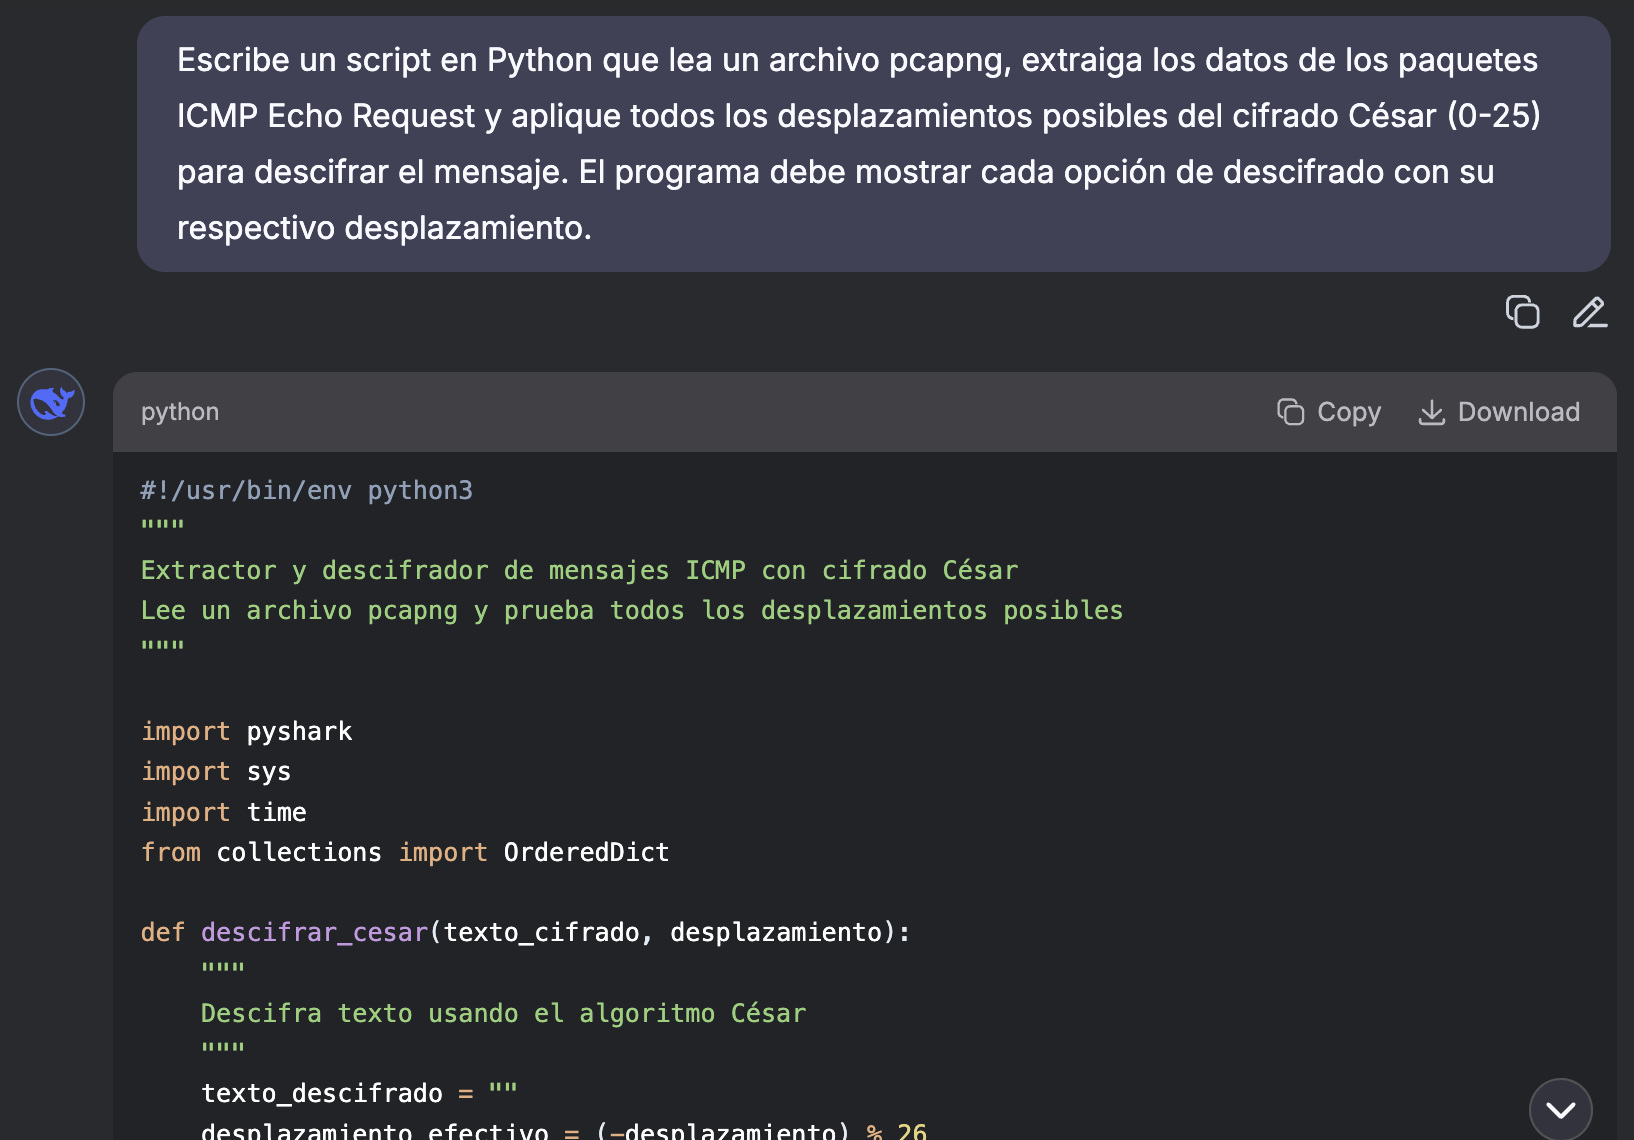 Escribe un script en Python que lea un archivo pcapng, extraiga los datos de los paquetes
ICMP Echo Request y aplique todos los desplazamientos posibles del cifrado César (0-25)
para descifrar el mensaje. El programa debe mostrar cada opción de descifrado con su
respectivo desplazamiento.
python
Copy
Download
#!/usr/bin/env python3
"""
Extractor y descifrador de mensajes ICMP con cifrado César
Lee un archivo pcapng y prueba todos los desplazamientos posibles
"""
import pyshark
import sys
import time
from collections import OrderedDict
def descifrar_cesar(texto_cifrado, desplazamiento):
    """
    Descifra texto usando el algoritmo César
    """
    texto_descifrado = ""
    desplazamiento_efectivo = (-desplazamiento) % 26